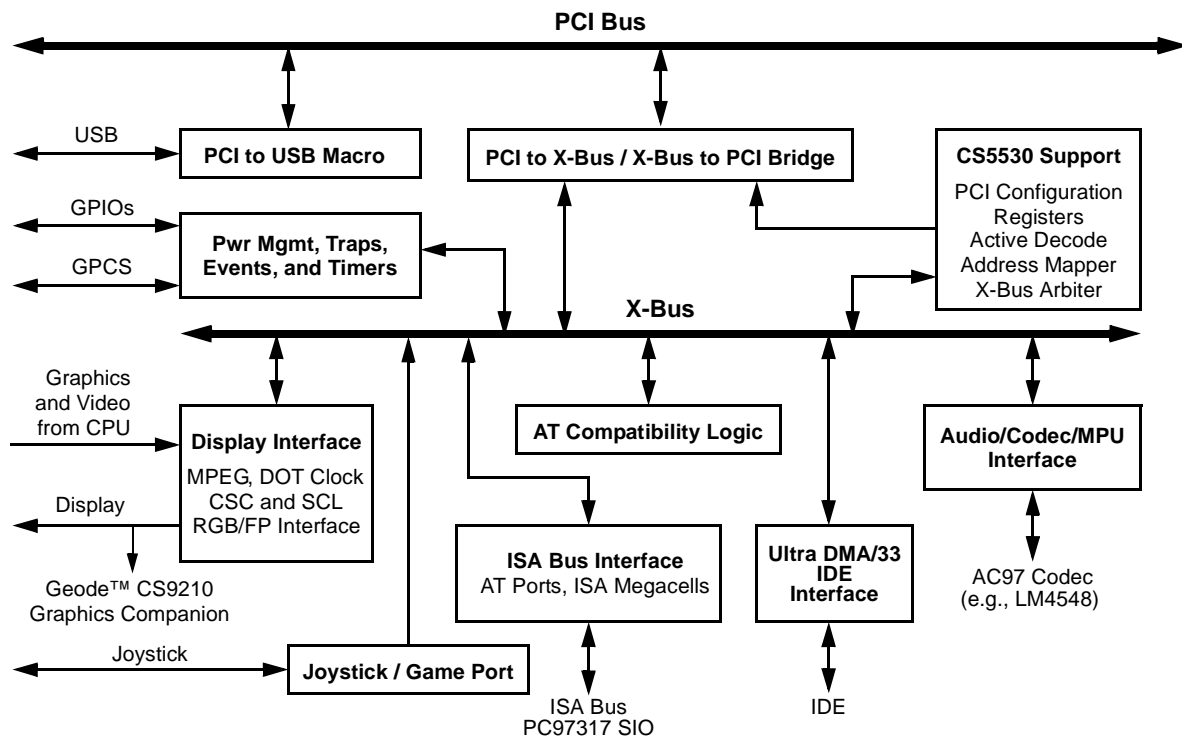 PCI Bus
USB
PCI to USB Macro
PCI to X-Bus / X-Bus to PCI Bridge
CS5530 Support
PCI Configuration
Registers
Active Decode
Address Mapper
X-Bus Arbiter
GPIOs
GPCS
Pwr Mgmt, Traps,
Events, and Timers
X-Bus
Graphics
and Video
from CPU
Display Interface
MPEG, DOT Clock
CSC and SCL
RGB/FP Interface
AT Compatibility Logic
Audio/Codec/MPU
Interface
Display
Geode™ CS9210
Graphics Companion
ISA Bus Interface
AT Ports, ISA Megacells
Ultra DMA/33
IDE
Interface
AC97 Codec
(e.g., LM4548)
Joystick
Joystick / Game Port
ISA Bus
PC97317 SIO
IDE